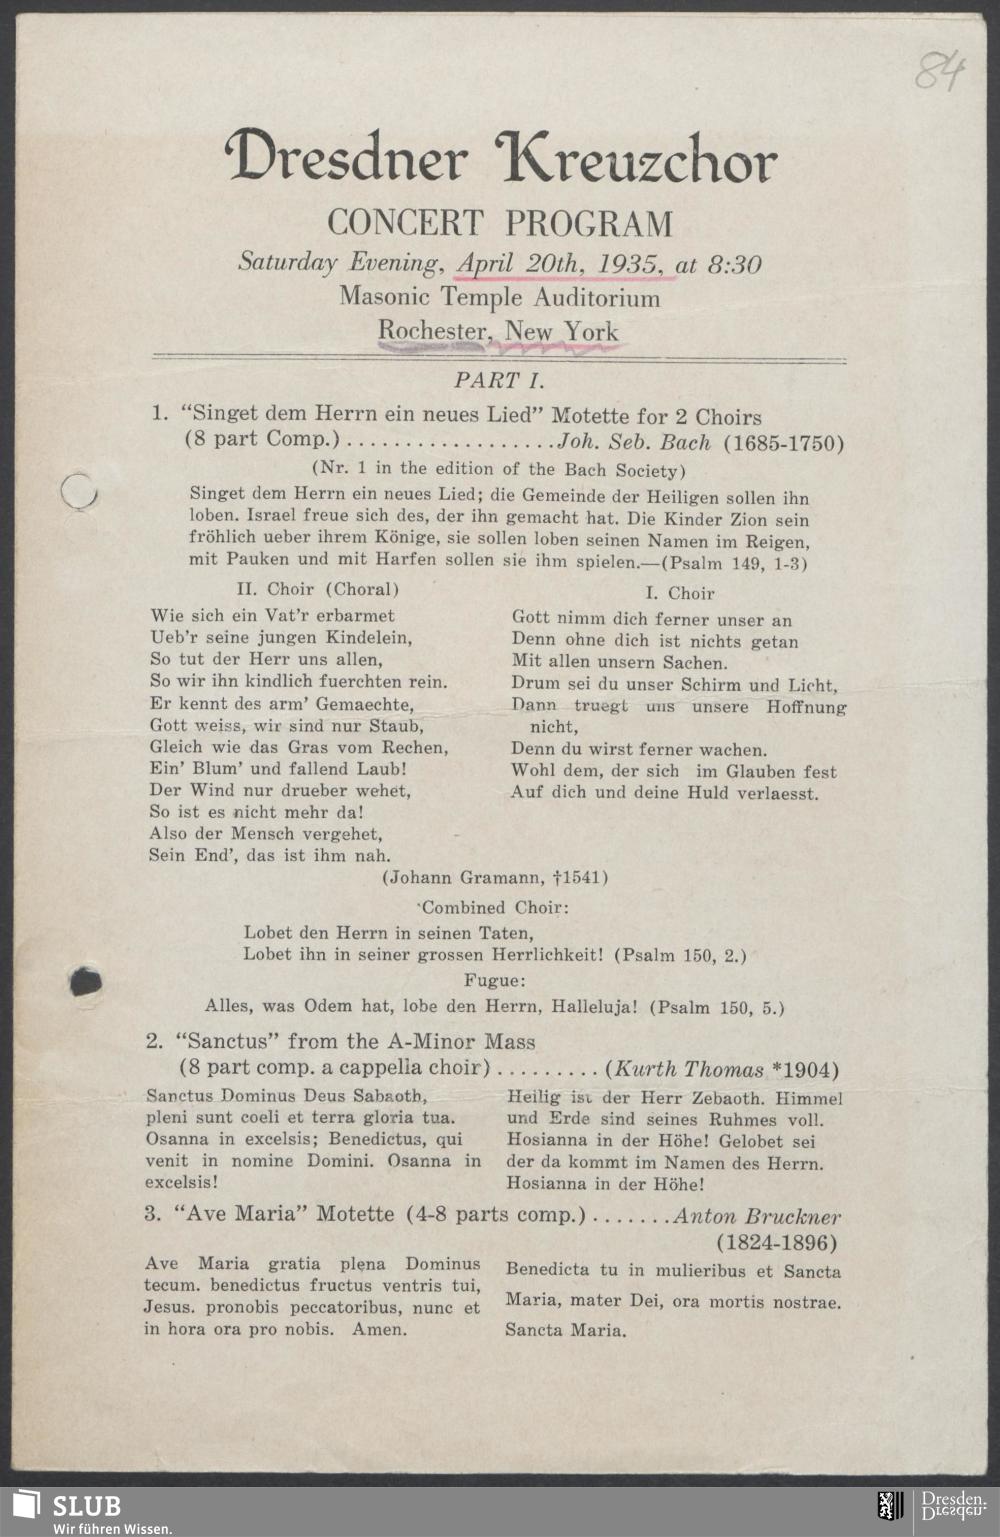 84
Dresdner Kreuzchor
CONCERT PROGRAM
Saturday Evening, April 20th, 1935, at 8:30
Masonic Temple Auditorium
Rochester, New York
PART I.
1. “Singet dem Herrn ein neues Lied” Motette for 2 Choirs
(8 part Comp.) . . . . . . . . . . . . . . . . . . Joh. Seb. Bach (1685-1750)
(Nr. 1 in the edition of the Bach Society)
Singet dem Herrn ein neues Lied; die Gemeinde der Heiligen sollen ihn
loben. Israel freue sich des, der ihn gemacht hat. Die Kinder Zion sein
fröhlich ueber ihrem Könige, sie sollen loben seinen Namen im Reigen,
mit Pauken und mit Harfen sollen sie ihm spielen.—(Psalm 149, 1-3)
II. Choir (Choral)
Wie sich ein Vat’r erbarmet
Ueb’r seine jungen Kindelein,
So tut der Herr uns allen,
So wir ihn kindlich fuerchten rein.
Er kennt des arm’ Gemaechte,
Gott weiss, wir sind nur Staub,
Gleich wie das Gras vom Rechen,
Ein’ Blum’ und fallend Laub!
Der Wind nur drueber wehet,
So ist es nicht mehr da!
Also der Mensch vergehet,
Sein End’, das ist ihm nah.
I. Choir
Gott nimm dich ferner unser an
Denn ohne dich ist nichts getan
Mit allen unsern Sachen.
Drum sei du unser Schirm und Licht,
Dann truegt uns unsere Hoffnung
nicht,
Denn du wirst ferner wachen.
Wohl dem, der sich im Glauben fest
Auf dich und deine Huld verlaesst.
(Johann Gramann, †1541)
Combined Choir:
Lobet den Herrn in seinen Taten,
Lobet ihn in seiner grossen Herrlichkeit! (Psalm 150, 2.)
Fugue:
Alles, was Odem hat, lobe den Herrn, Halleluja! (Psalm 150, 5.)
2. “Sanctus” from the A-Minor Mass
(8 part comp. a cappella choir) . . . . . . . . . (Kurth Thomas *1904)
Sanctus Dominus Deus Sabaoth,
pleni sunt coeli et terra gloria tua.
Osanna in excelsis; Benedictus, qui
venit in nomine Domini. Osanna in
excelsis!
Heilig ist der Herr Zebaoth. Himmel
und Erde sind seines Ruhmes voll.
Hosianna in der Höhe! Gelobet sei
der da kommt im Namen des Herrn.
Hosianna in der Höhe!
3. “Ave Maria” Motette (4-8 parts comp.) . . . . . . . Anton Bruckner
(1824-1896)
Ave Maria gratia plena Dominus
tecum. benedictus fructus ventris tui,
Jesus. pronobis peccatoribus, nunc et
in hora ora pro nobis. Amen.
Benedicta tu in mulieribus et Sancta
Maria, mater Dei, ora mortis nostrae.
Sancta Maria.
SLUB
Wir führen Wissen.
Dresden.
Dresden.